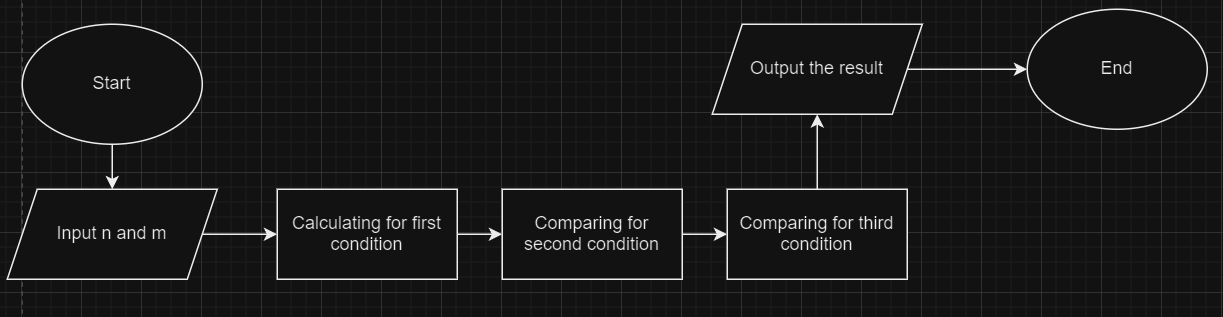 Start
Input n and m
Calculating for first
condition
Comparing for
second condition
Comparing for third
condition
Output the result
End